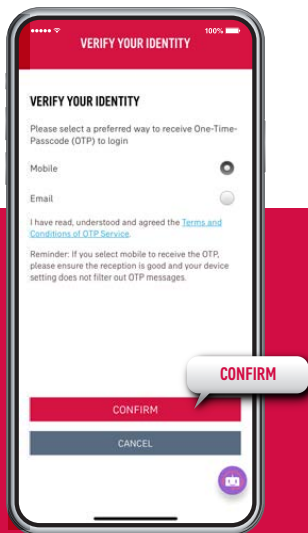 100%
VERIFY YOUR IDENTITY
VERIFY YOUR IDENTITY
Please select a preferred way to receive One-Time-
Passcode (OTP) to login
Mobile
Email
I have read, understood and agreed the Terms and
Conditions of OTP Service.
Reminder: If you select mobile to receive the OTP,
please ensure the reception is good and your device
setting does not filter out OTP messages.
CONFIRM
CONFIRM
CANCEL